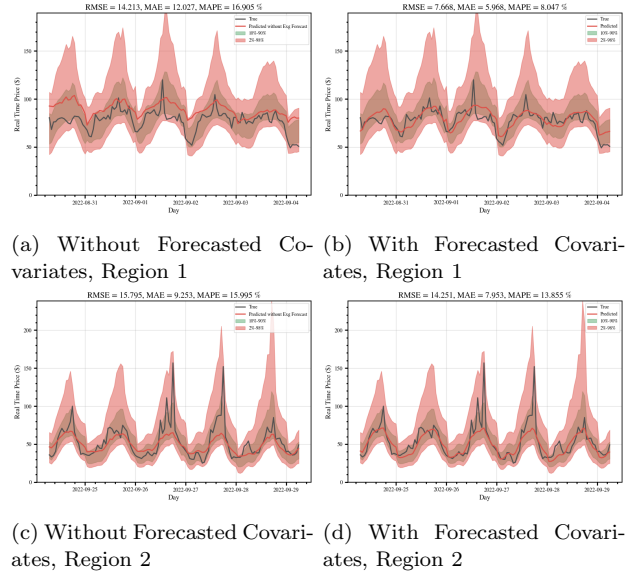 RMSE = 14.213, MAE = 12.027, MAPE = 16.905 %
True
Predicted without Exg Forecast
10%-90%
2%-98%
150
100
50
0
Real Time Price ($)
2022-08-31
2022-09-01
2022-09-02
2022-09-03
2022-09-04
Day
RMSE = 7.668, MAE = 5.968, MAPE = 8.047 %
True
Predicted
10%-90%
2%-98%
150
100
50
0
Real Time Price ($)
2022-08-31
2022-09-01
2022-09-02
2022-09-03
2022-09-04
Day
(a) Without Forecasted Co-
variates, Region 1
(b) With Forecasted Covari-
ates, Region 1
RMSE = 15.795, MAE = 9.253, MAPE = 15.995 %
True
Predicted without Exg Forecast
10%-90%
2%-98%
200
150
100
50
0
Real Time Price ($)
2022-09-25
2022-09-26
2022-09-27
2022-09-28
2022-09-29
Day
RMSE = 14.251, MAE = 7.953, MAPE = 13.855 %
True
Predicted
10%-90%
2%-98%
200
150
100
50
0
Real Time Price ($)
2022-09-25
2022-09-26
2022-09-27
2022-09-28
2022-09-29
Day
(c) Without Forecasted Covari-
ates, Region 2
(d) With Forecasted Covari-
ates, Region 2